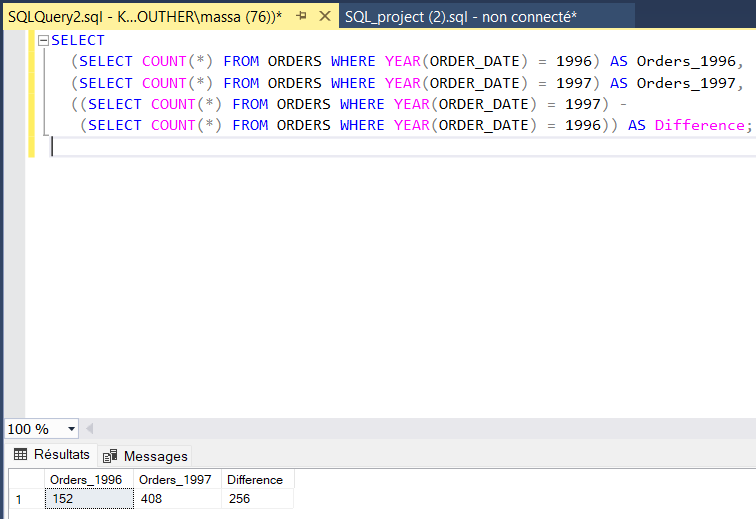 SQLQuery2.sql - K...OUTHER\massa (76))* SQL_project (2).sql - non connecté*
SELECT
(SELECT COUNT(*) FROM ORDERS WHERE YEAR(ORDER_DATE) = 1996) AS Orders_1996,
(SELECT COUNT(*) FROM ORDERS WHERE YEAR(ORDER_DATE) = 1997) AS Orders_1997,
((SELECT COUNT(*) FROM ORDERS WHERE YEAR(ORDER_DATE) = 1997) -
(SELECT COUNT(*) FROM ORDERS WHERE YEAR(ORDER_DATE) = 1996)) AS Difference;
100 %
Résultats Messages
Orders_1996 Orders_1997 Difference
1 152 408 256